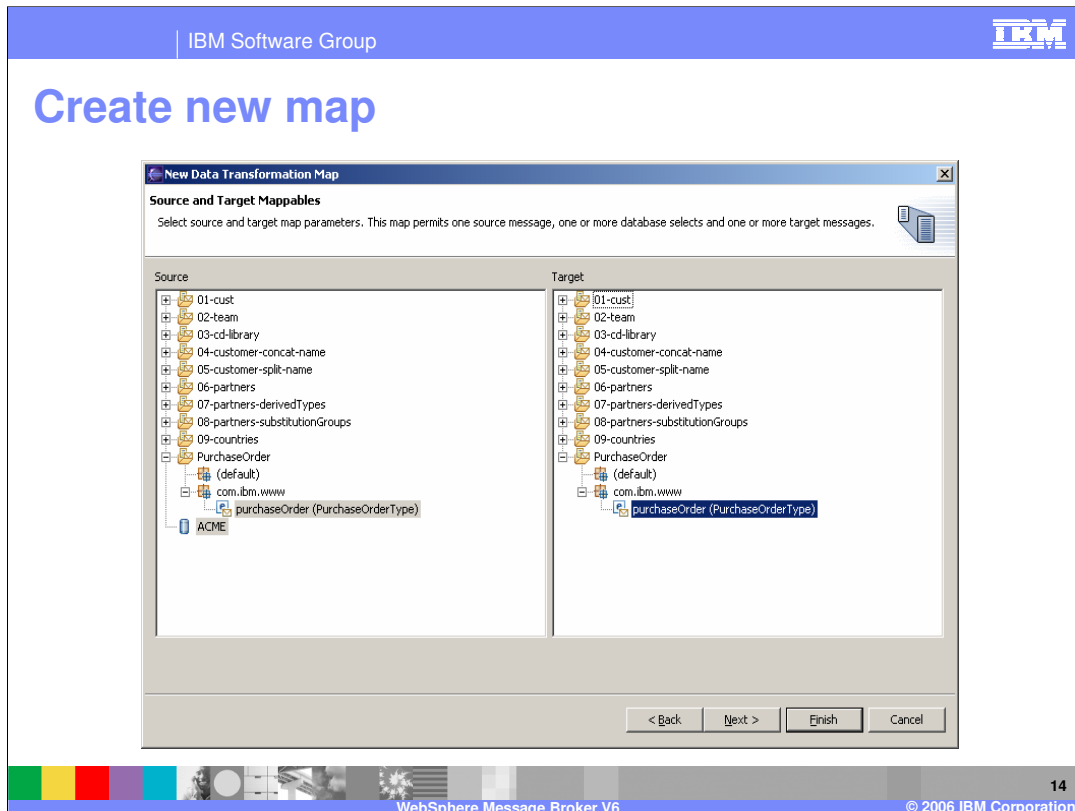 IBM Software Group
IBM
Create new map
New Data Transformation Map
Source and Target Mappables
Select source and target map parameters. This map permits one source message, one or more database selects and one or more target messages.
Source
01-cust
02-team
03-cd-library
04-customer-concat-name
05-customer-split-name
06-partners
07-partners-derivedTypes
08-partners-substitutionGroups
09-countries
PurchaseOrder
(default)
com.ibm.www
purchaseOrder (PurchaseOrderType)
ACME
Target
01-cust
02-team
03-cd-library
04-customer-concat-name
05-customer-split-name
06-partners
07-partners-derivedTypes
08-partners-substitutionGroups
09-countries
PurchaseOrder
(default)
com.ibm.www
purchaseOrder (PurchaseOrderType)
< Back
Next >
Finish
Cancel
14
WebSphere Message Broker V6
© 2006 IBM Corporation